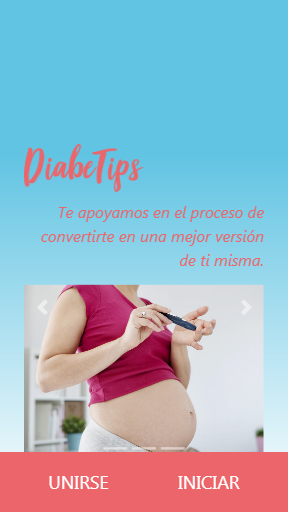 DiabeTips
Te apoyamos en el proceso de
convertirte en una mejor versión
de ti misma.
UNIRSE
INICIAR